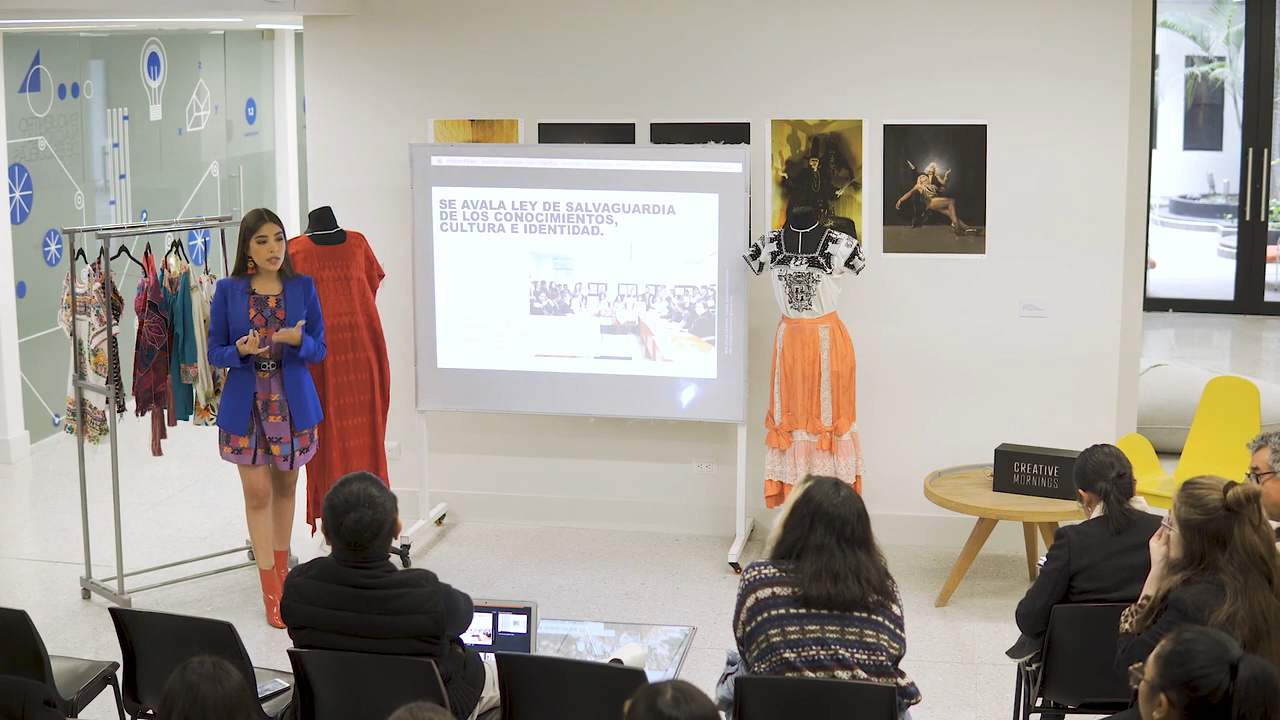 SE AVALA LEY DE SALVAGUARDIA
DE LOS CONOCIMIENTOS,
CULTURA E IDENTIDAD.
CREATIVE
MORNINGS